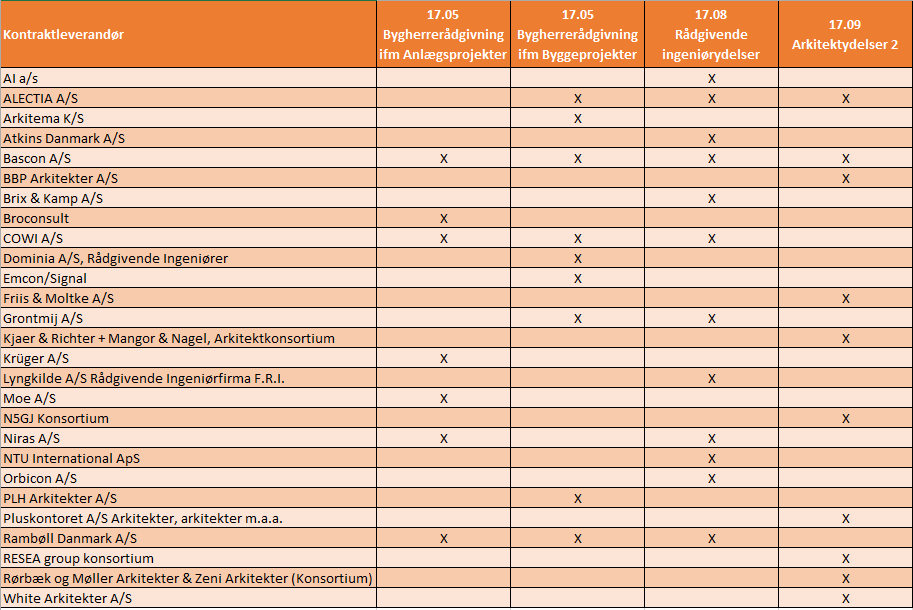 Kontraktleverandør
17.05
Bygherrerådgivning
ifm Anlægsprojekter
17.05
Bygherrerådgivning
ifm Byggeprojekter
17.08
Rådgivende
ingeniørydelser
17.09
Arkitektydelser 2
AI a/s X
ALECTIA A/S X X X
Arkitema K/S X
Atkins Danmark A/S X
Bascon A/S X X X X
BBP Arkitekter A/S X
Brix & Kamp A/S X
Broconsult X
COWI A/S X X X
Dominia A/S, Rådgivende Ingeniører X
Emcon/Signal X
Friis & Moltke A/S X
Grontmij A/S X X
Kjaer & Richter + Mangor & Nagel, Arkitektkonsortium X
Krüger A/S X
Lyngkilde A/S Rådgivende Ingeniørfirma F.R.I. X
Moe A/S X
N5GJ Konsortium X
Niras A/S X X
NTU International ApS X
Orbicon A/S X
PLH Arkitekter A/S X
Pluskontoret A/S Arkitekter, arkitekter m.a.a. X
Rambøll Danmark A/S X X X
RESEA group konsortium X
Rørbæk og Møller Arkitekter & Zeni Arkitekter (Konsortium) X
White Arkitekter A/S X